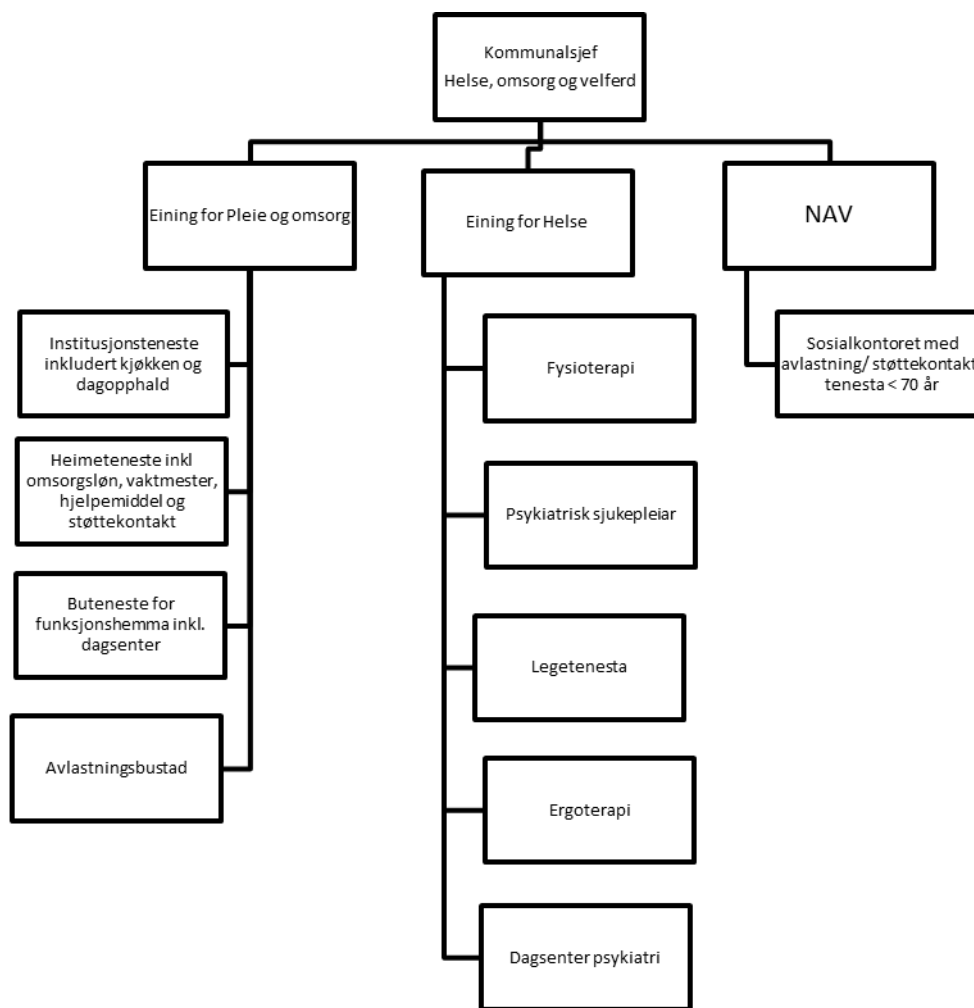 Kommunalsjef
Helse, omsorg og velferd
Eining for Pleie og omsorg
Eining for Helse
NAV
Institusjonsteneste
inkludert kjøkken og
dagopphald
Heimeteneste inkl
omsorgsløn, vaktmester,
hjelpemiddel og
støttekontakt
Buteneste for
funksjonshemma inkl.
dagsenter
Avlastningsbustad
Fysioterapi
Psykiatrisk sjukepleiar
Legetenesta
Ergoterapi
Dagsenter psykiatri
Sosialkontoret med
avlastning/ støttekontakt
tenesta < 70 år